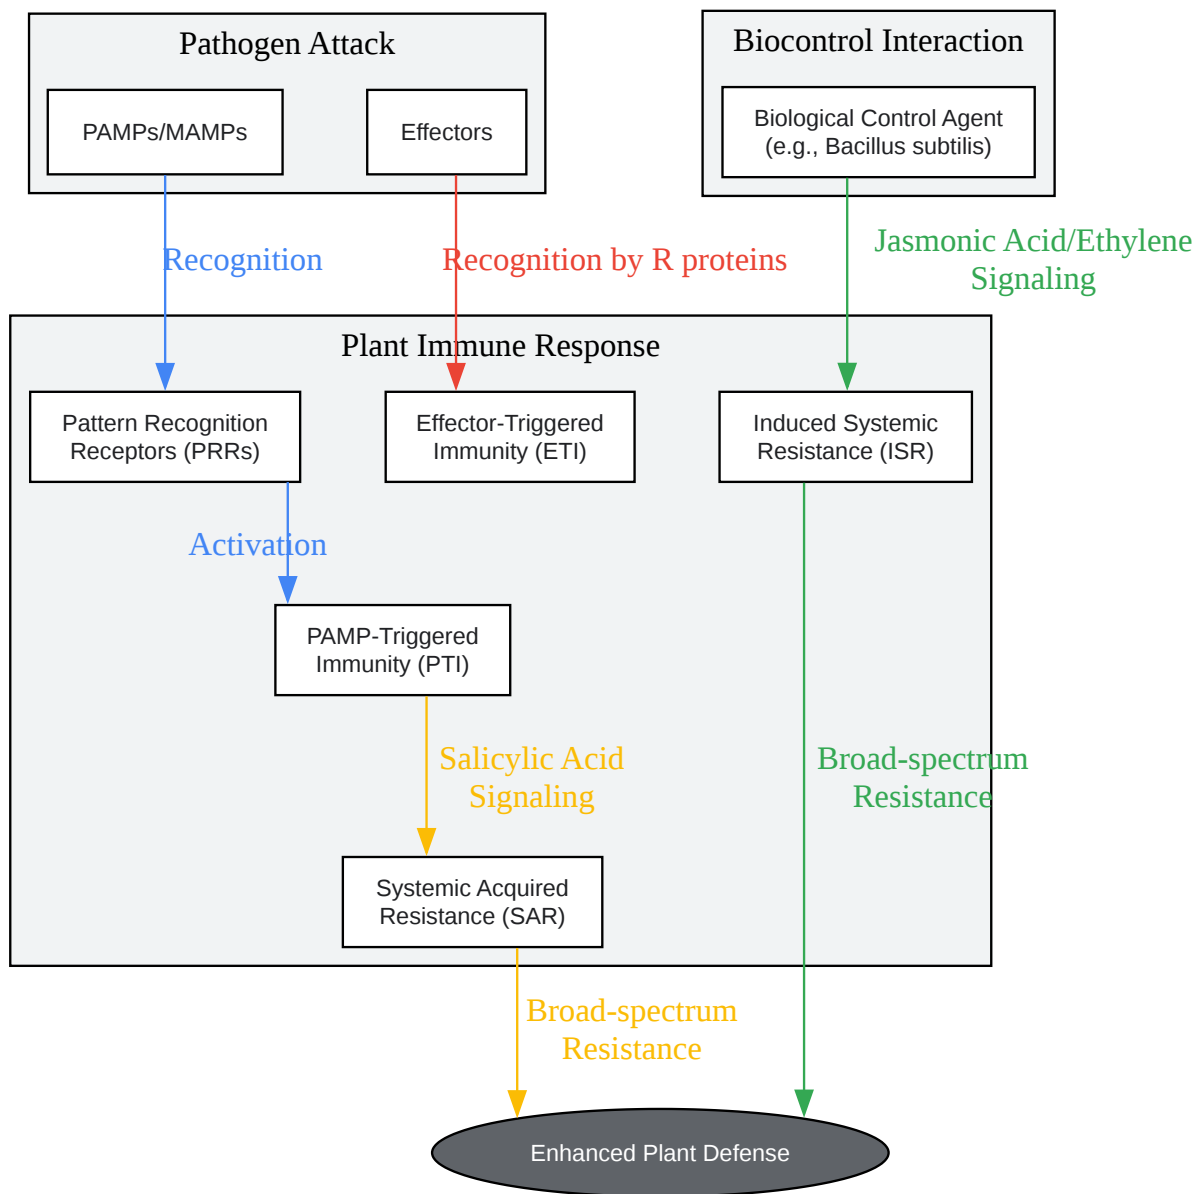 Pathogen Attack
Biocontrol Interaction
PAMPs/MAMPs
Effectors
Biological Control Agent
(e.g., Bacillus subtilis)
Recognition
Recognition by R proteins
Jasmonic Acid/Ethylene
Signaling
Plant Immune Response
Pattern Recognition
Receptors (PRRs)
Effector-Triggered
Immunity (ETI)
Induced Systemic
Resistance (ISR)
Activation
PAMP-Triggered
Immunity (PTI)
Salicylic Acid
Signaling
Broad-spectrum
Resistance
Systemic Acquired
Resistance (SAR)
Broad-spectrum
Resistance
Enhanced Plant Defense